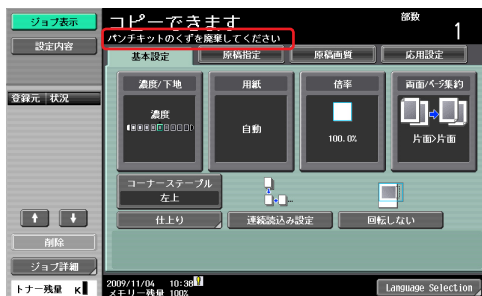 ジョブ表示
設定内容
登録元 状況
削除
ジョブ詳細
トナー残量 K
コピーできます
部数
1
パンチキットのくずを廃棄してください
基本設定
原稿指定
原稿画質
応用設定
濃度/下地
用紙
倍率
両面/ページ集約
濃度
自動
100.0%
片面>片面
コーナーステープル
左上
仕上り
連続読込み設定
回転しない
2009/11/04 10:38
メモリー残量 100%
Language Selection